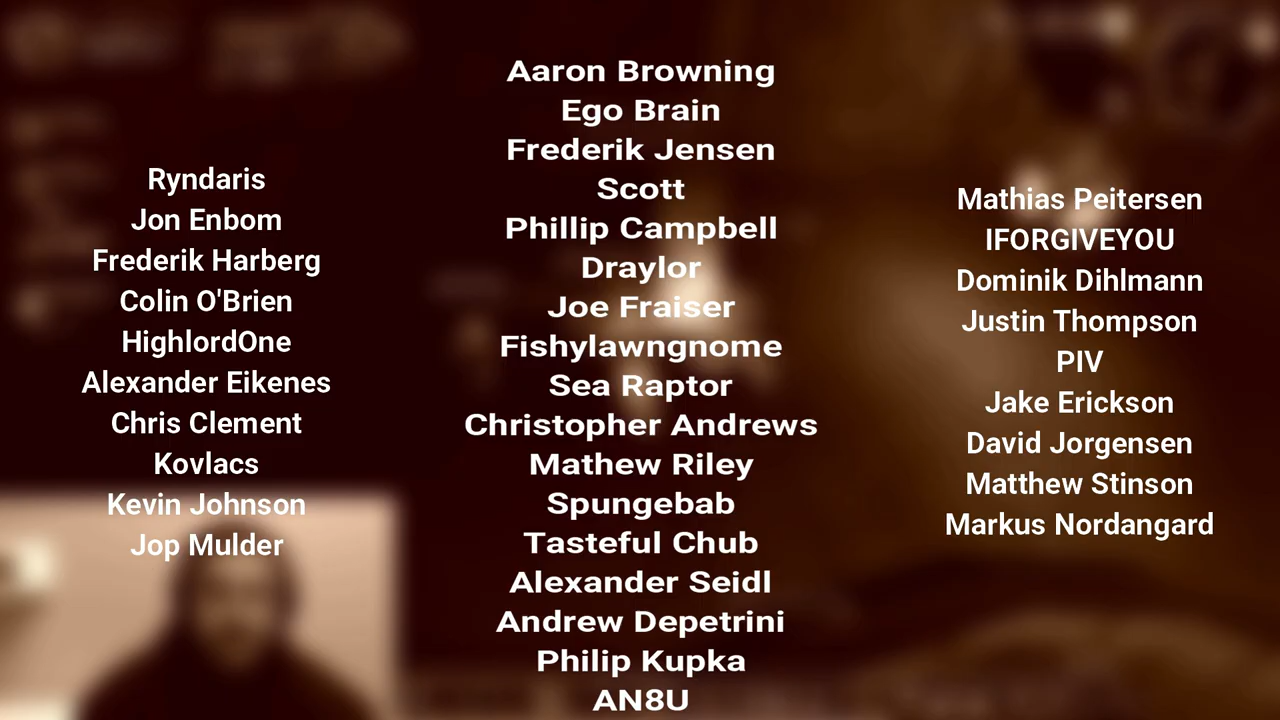 Ryndaris
Jon Enbom
Frederik Harberg
Colin O'Brien
HighlordOne
Alexander Eikenes
Chris Clement
Kovlacs
Kevin Johnson
Jop Mulder
Aaron Browning
Ego Brain
Frederik Jensen
Scott
Phillip Campbell
Draylor
Joe Fraiser
Fishylawngnome
Sea Raptor
Christopher Andrews
Mathew Riley
Spungebab
Tasteful Chub
Alexander Seidl
Andrew Depetrini
Philip Kupka
AN8U
Mathias Peitersen
IFORGIVEYOU
Dominik Dihlmann
Justin Thompson
PIV
Jake Erickson
David Jorgensen
Matthew Stinson
Markus Nordangard